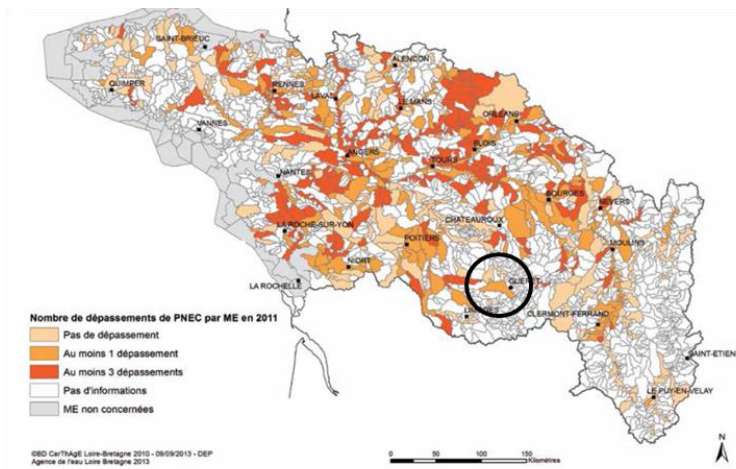 SAINT-BRIEUC
ALENCON
QUIMPER
RENNES
LAVAL
LE MANS
ORLEANS
VANNES
ANGERS
BLOIS
TOURS
NANTES
BOURGES
NEVERS
CHATEAUROUX
LA ROCHE-SUR-YON
POITIERS
MOULINS
NIORT
LA ROCHELLE
GUERET
CLERMONT-FERRAND
SAINT-ETIEN
LE PUY-EN-VELAY
Nombre de dépassements de PNEC par ME en 2011
Pas de dépassement
Au moins 1 dépassement
Au moins 3 dépassements
Pas d'informations
ME non concernées
©BD CarThAgE Loire-Bretagne 2010 - 09/09/2013 - DEP
Agence de l'eau Loire Bretagne 2013
0 50 100 150
Kilomètres
N